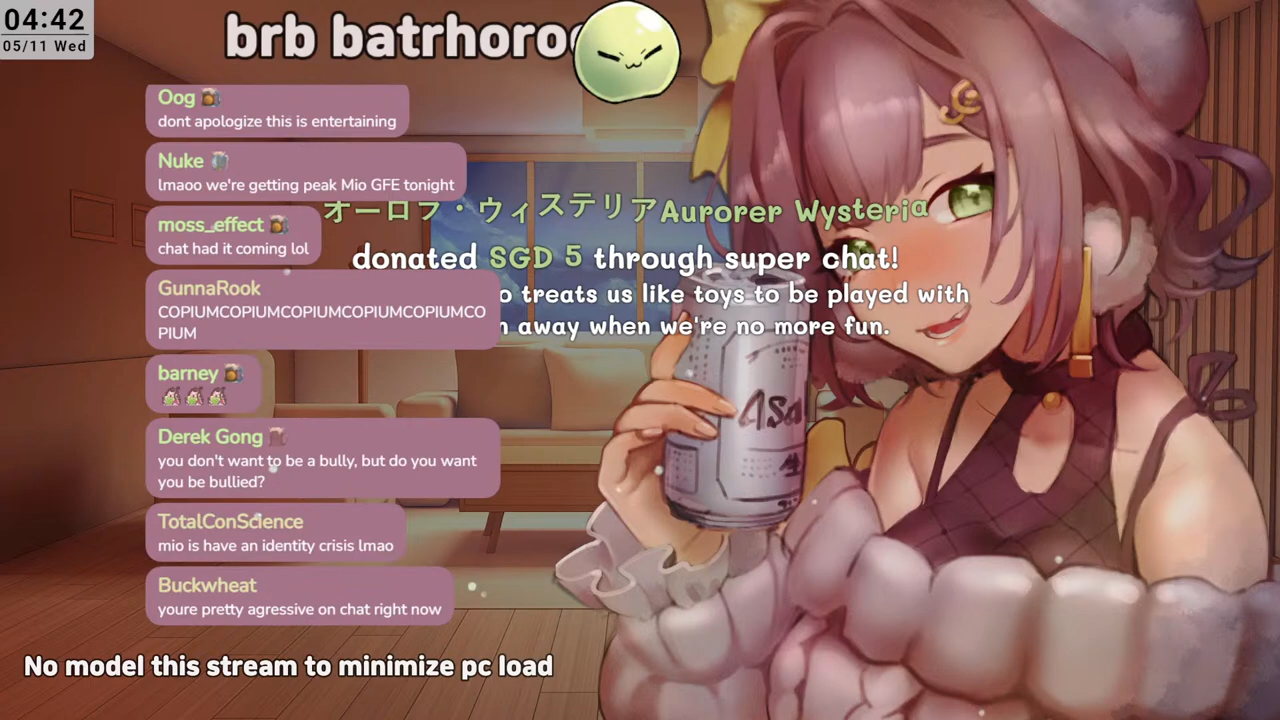 04:42
05/11 Wed
brb batrhoroo
Oog
dont apologize this is entertaining
Nuke
lmaoo we're getting peak Mio GFE tonight
moss_effect
chat had it coming lol
オーロラ・ウィステリアAurorer Wysteria
donated SGD 5 through super chat!
treats us like toys to be played with
away when we're no more fun.
GunnaRook
COPIUMCOPIUMCOPIUMCOPIUMCOPIUMCO
PIUM
barney
Derek Gong
you don't want to be a bully, but do you want
you be bullied?
TotalConScience
mio is have an identity crisis lmao
Buckwheat
youre pretty agressive on chat right now
Asa
No model this stream to minimize pc load